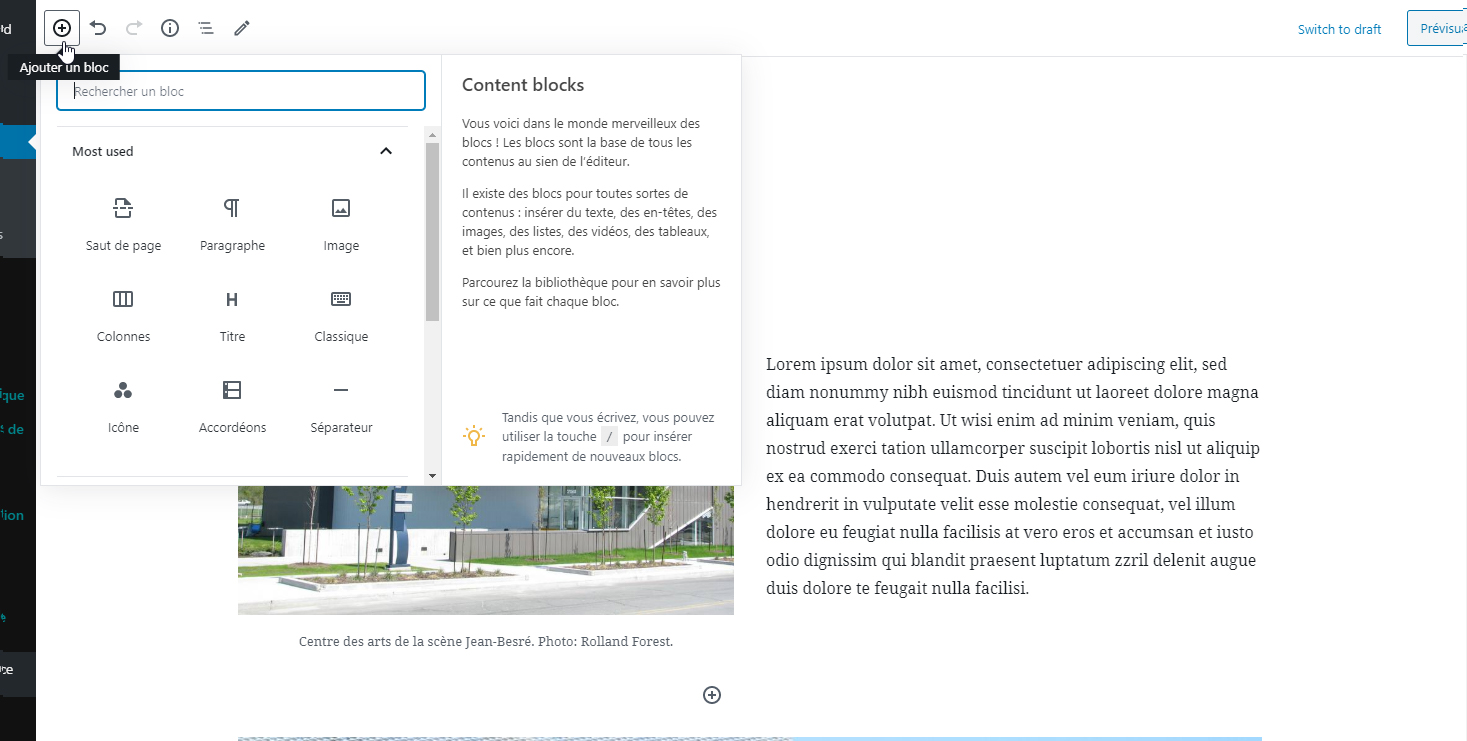 Switch to draft
Ajouter un bloc
Rechercher un bloc
Most used
Saut de page
Paragraphe
Image
Colonnes
Titre
Classique
Icône
Accordéons
Séparateur
Content blocks
Vous voici dans le monde merveilleux des
blocs ! Les blocs sont la base de tous les
contenus au sien de l’éditeur.
Il existe des blocs pour toutes sortes de
contenus : insérer du texte, des en-têtes, des
images, des listes, des vidéos, des tableaux,
et bien plus encore.
Parcourez la bibliothèque pour en savoir plus
sur ce que fait chaque bloc.
Tandis que vous écrivez, vous pouvez
utiliser la touche / pour insérer
rapidement de nouveaux blocs.
Lorem ipsum dolor sit amet, consectetuer adipiscing elit, sed
diam nonummy nibh euismod tincidunt ut laoreet dolore magna
aliquam erat volutpat. Ut wisi enim ad minim veniam, quis
nostrud exerci tation ullamcorper suscipit lobortis nisl ut aliquip
ex ea commodo consequat. Duis autem vel eum iriure dolor in
hendrerit in vulputate velit esse molestie consequat, vel illum
dolore eu feugiat nulla facilisis at vero eros et accumsan et iusto
odio dignissim qui blandit praesent luptatum zzril delenit augue
duis dolore te feugait nulla facilisi.
Centre des arts de la scène Jean-Besré. Photo: Rolland Forest.